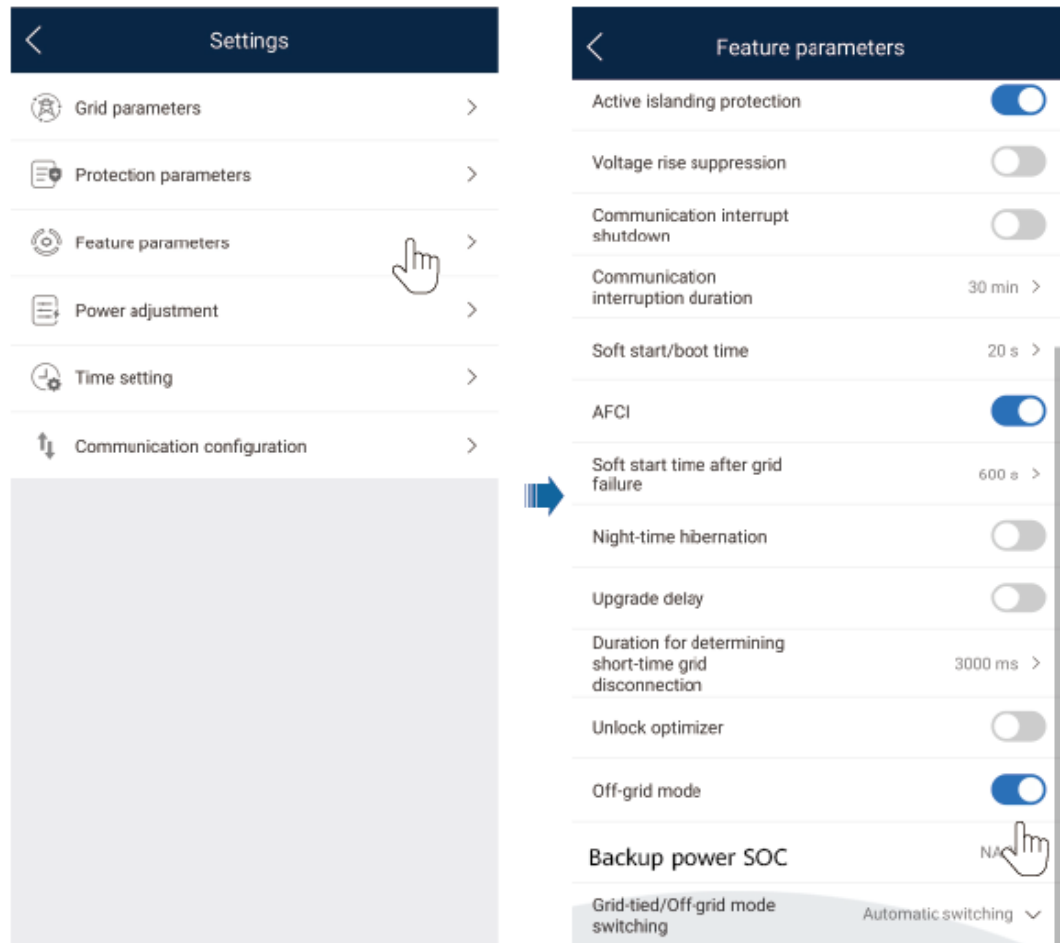 Settings
Grid parameters
Protection parameters
Feature parameters
Power adjustment
Time setting
Communication configuration
Feature parameters
Active islanding protection
Voltage rise suppression
Communication interrupt
shutdown
Communication
interruption duration
30 min
Soft start/boot time
20 s
AFCI
Soft start time after grid
failure
600 s
Night-time hibernation
Upgrade delay
Duration for determining
short-time grid
disconnection
3000 ms
Unlock optimizer
Off-grid mode
Backup power SOC
NA
Grid-tied/Off-grid mode
switching
Automatic switching